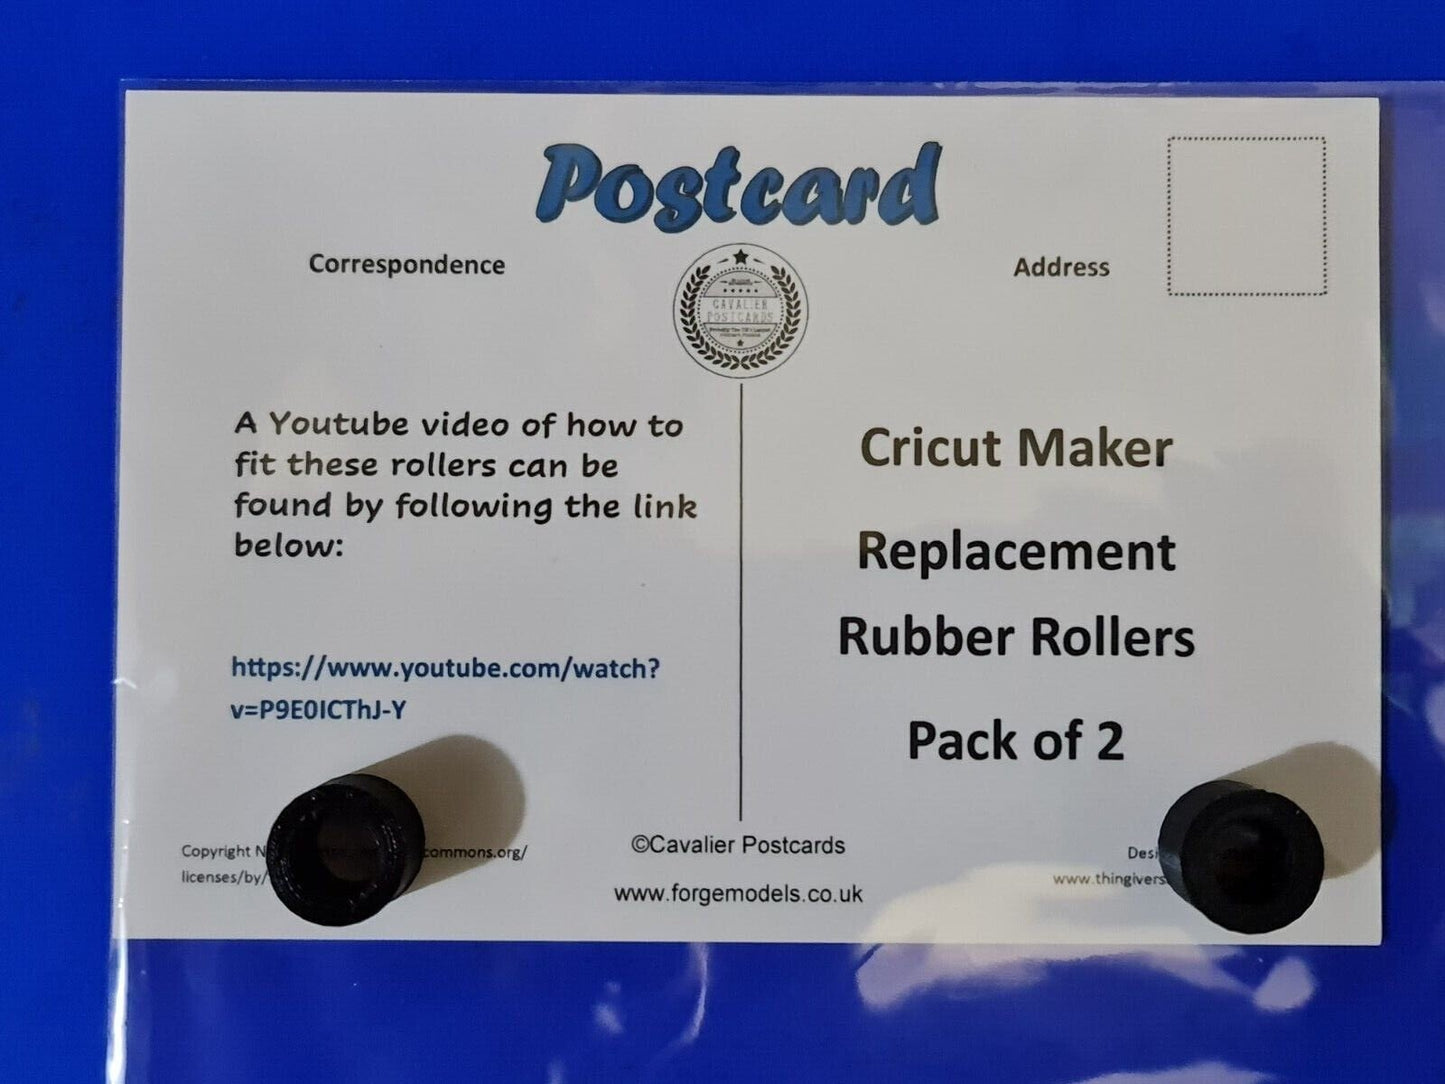 Postcard
Correspondence
Address
CAVALIER
POSTCARDS
A Youtube video of how to
fit these rollers can be
found by following the link
below:
https://www.youtube.com/watch?
v=P9E0ICThJ-Y
Cricut Maker
Replacement
Rubber Rollers
Pack of 2
Copyright
commons.org/
licenses/by/
©Cavalier Postcards
www.forgemodels.co.uk
www.thingivers